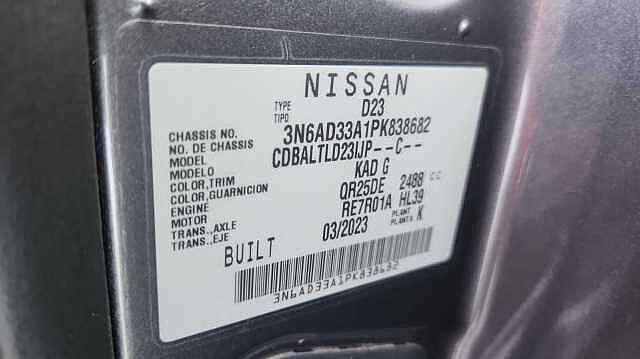 NISSAN
TYPE D23
TIPO
CHASSIS NO. 3N6AD33A1PK838682
NO. DE CHASSIS
MODEL CDBALTLD23IJP--C--
MODELO
COLOR,TRIM KAD G
COLOR,GUARNICION
ENGINE QR25DE 2488 CC
MOTOR
TRANS.,AXLE RE7R01A HL39
TRANS.,EJE
PLANT K
PLANTA
BUILT 03/2023
3N6AD33A1PK838682